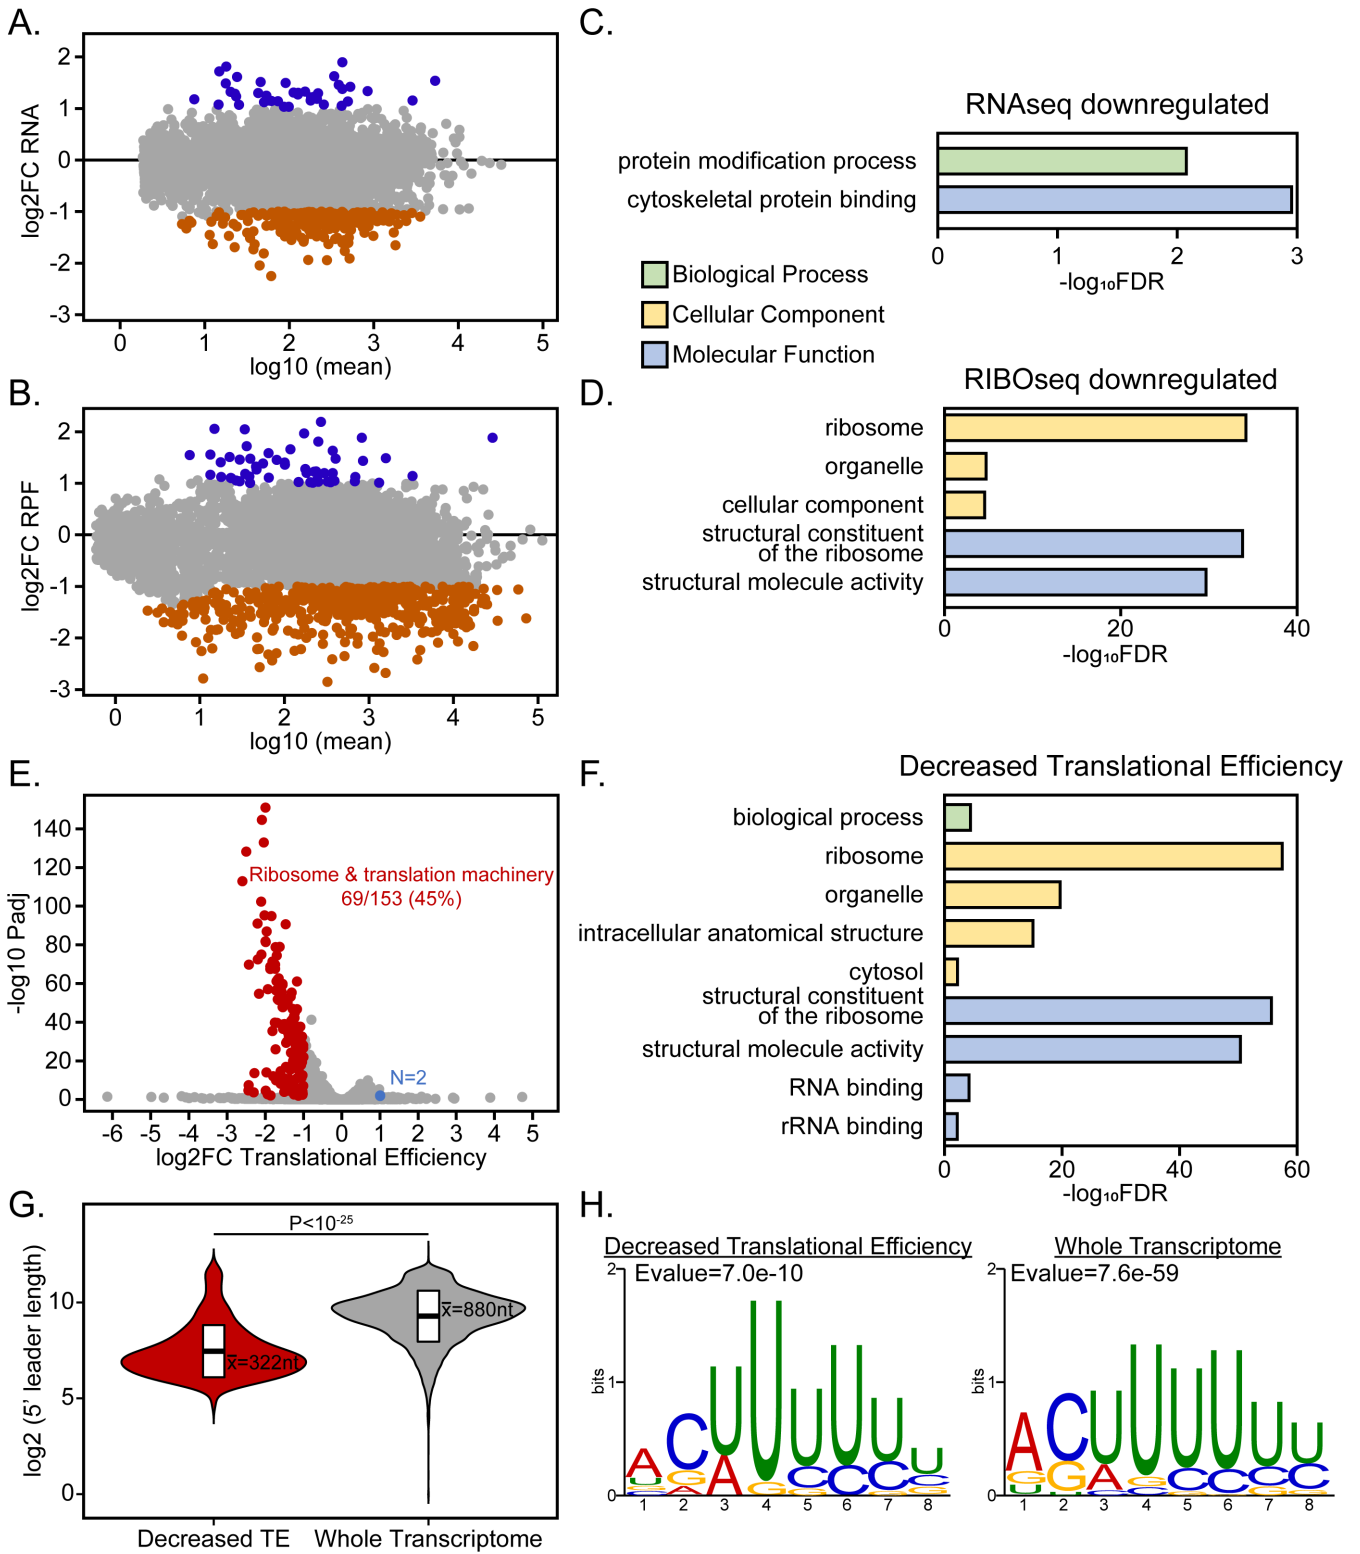 A.
log2FC RNA
2
1
0
-1
-2
-3
0 1 2 3 4 5
log10 (mean)
B.
log2FC RPF
2
1
0
-1
-2
-3
0 1 2 3 4 5
log10 (mean)
C.
RNAseq downregulated
protein modification process
cytoskeletal protein binding
0 1 2 3
-log₁₀FDR
Biological Process
Cellular Component
Molecular Function
D.
RIBOseq downregulated
ribosome
organelle
cellular component
structural constituent
of the ribosome
structural molecule activity
0 20 40
-log₁₀FDR
E.
-log10 Padj
140
120
100
80
60
40
20
0
Ribosome & translation machinery
69/153 (45%)
N=2
-6 -5 -4 -3 -2 -1 0 1 2 3 4 5
log2FC Translational Efficiency
F.
Decreased Translational Efficiency
biological process
ribosome
organelle
intracellular anatomical structure
cytosol
structural constituent
of the ribosome
structural molecule activity
RNA binding
rRNA binding
0 20 40 60
-log₁₀FDR
G.
log2 (5' leader length)
10
5
0
P<10⁻²⁵
x̅=322nt
x̅=880nt
Decreased TE Whole Transcriptome
H.
Decreased Translational Efficiency
Evalue=7.0e-10
bits
2
1
0
1 2 3 4 5 6 7 8
Whole Transcriptome
Evalue=7.6e-59
bits
2
1
0
1 2 3 4 5 6 7 8